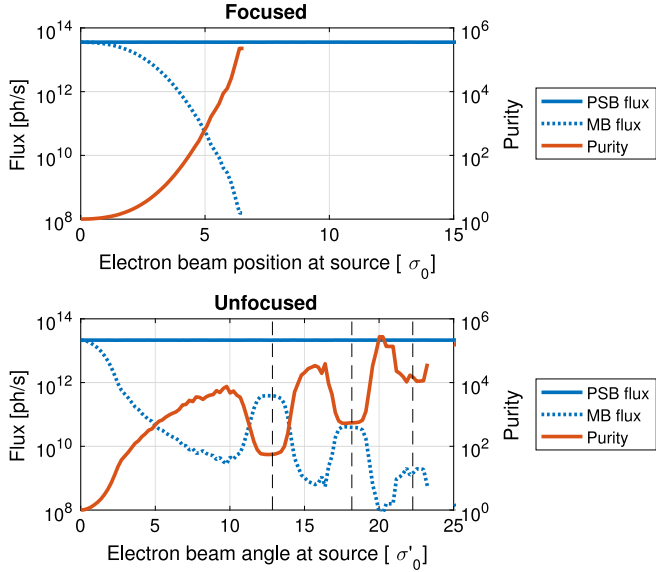 Focused
10^14
10^12
10^10
10^8
Flux [ph/s]
10^6
10^4
10^2
10^0
Purity
0 5 10 15
Electron beam position at source [ σ_0]
PSB flux
MB flux
Purity
Unfocused
10^14
10^12
10^10
10^8
Flux [ph/s]
10^6
10^4
10^2
10^0
Purity
0 5 10 15 20 25
Electron beam angle at source [ σ'_0]
PSB flux
MB flux
Purity